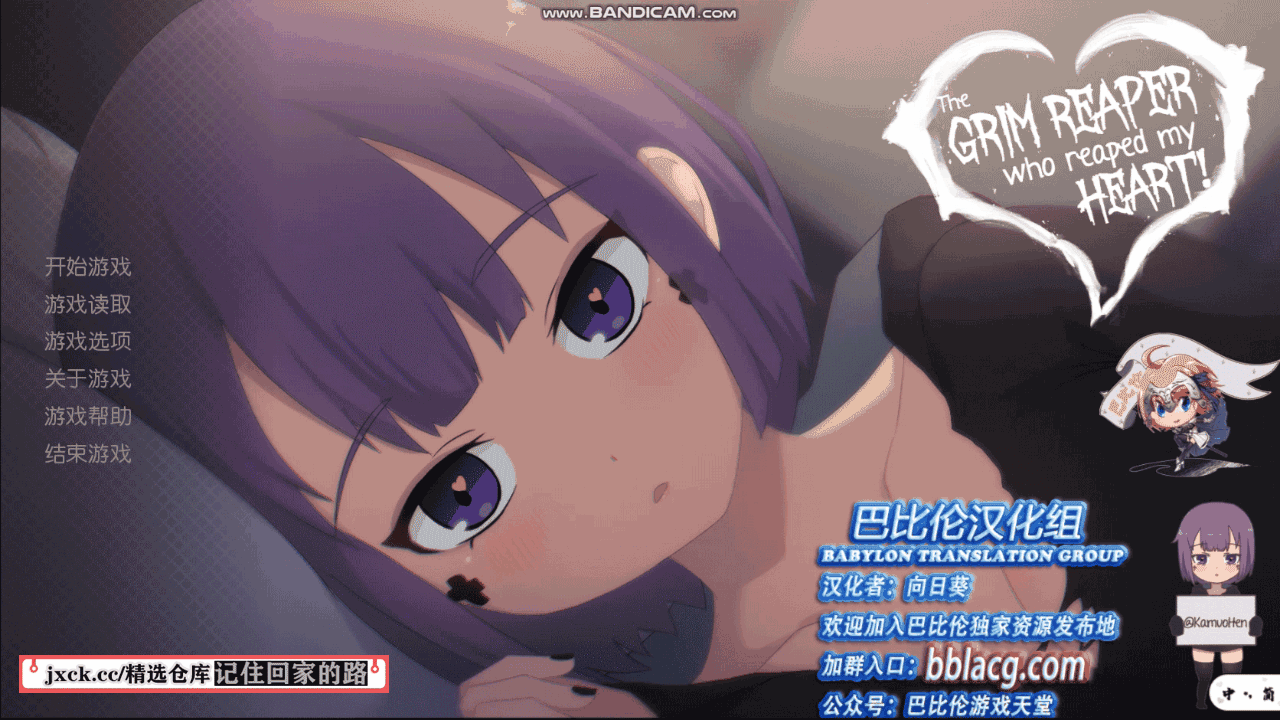 www.BANDICAM.com
The
GRIM REAPER
who reaped my
HEART!
开始游戏
游戏读取
游戏选项
关于游戏
游戏帮助
结束游戏
巴比伦汉化组
BABYLON TRANSLATION GROUP
汉化者：向日葵
欢迎加入巴比伦独家资源发布地
加群入口：bblacg.com
公众号：巴比伦游戏天堂
@KamuoHen
jxck.cc/精选仓库 记住回家的路
中 简